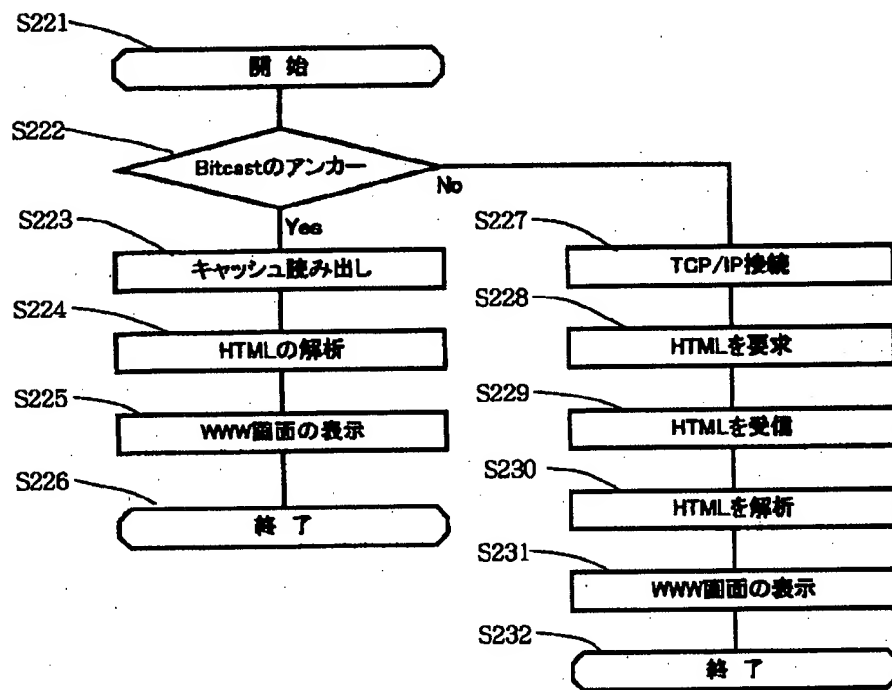 S221
開 始
S222
Bitcastのアンカー
No
Yes
S223
キャッシュ読み出し
S224
HTMLの解析
S225
WWW画面の表示
S226
終 了
S227
TCP/IP接続
S228
HTMLを要求
S229
HTMLを受信
S230
HTMLを解析
S231
WWW画面の表示
S232
終 了